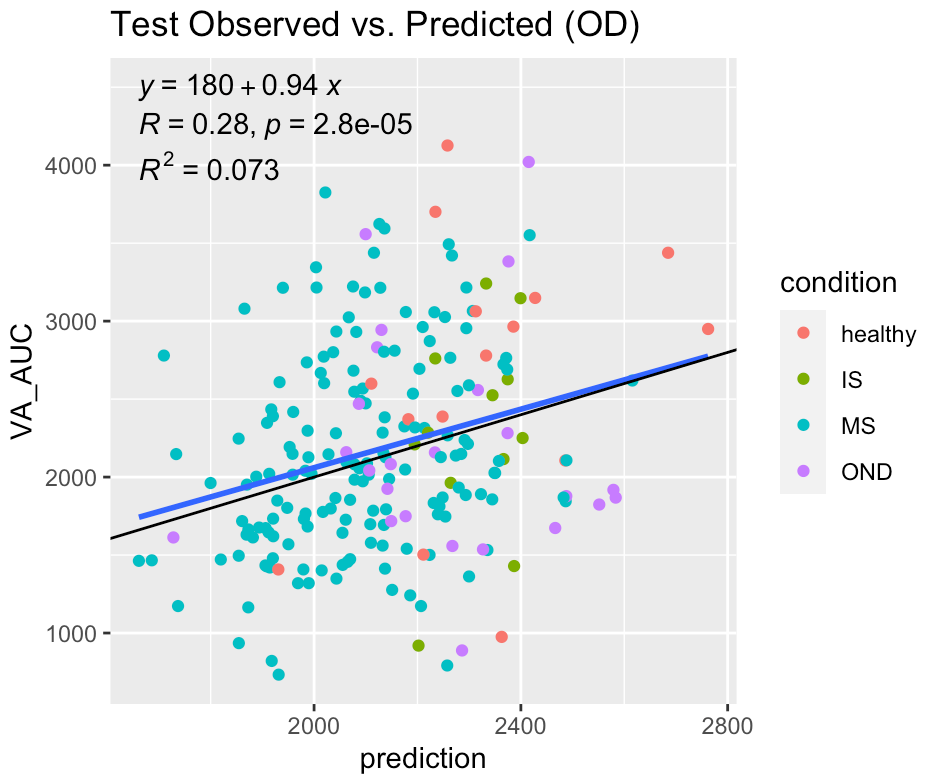 Test Observed vs. Predicted (OD)
y = 180 + 0.94 x
R = 0.28, p = 2.8e-05
R² = 0.073
4000
3000
2000
1000
VA_AUC
2000 2400 2800
prediction
condition
healthy
IS
MS
OND